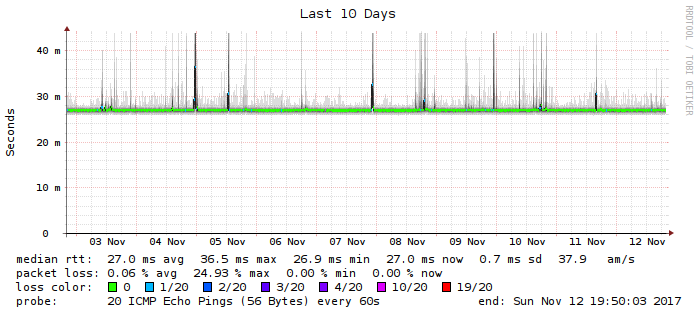 Last 10 Days
RRDTOOL / TOBI OETIKER
Seconds
40 m
30 m
20 m
10 m
0
03 Nov 04 Nov 05 Nov 06 Nov 07 Nov 08 Nov 09 Nov 10 Nov 11 Nov 12 Nov
median rtt: 27.0 ms avg 36.5 ms max 26.9 ms min 27.0 ms now 0.7 ms sd 37.9 am/s
packet loss: 0.06 % avg 24.93 % max 0.00 % min 0.00 % now
loss color: 0 1/20 2/20 3/20 4/20 10/20 19/20
probe: 20 ICMP Echo Pings (56 Bytes) every 60s end: Sun Nov 12 19:50:03 2017